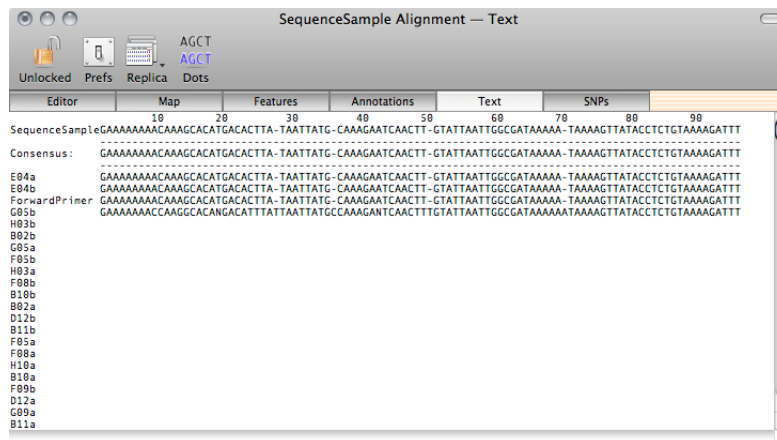 SequenceSample Alignment — Text
AGCT
AGCT
Unlocked Prefs Replica Dots
Editor Map Features Annotations Text SNPs
10 20 30 40 50 60 70 80 90
SequenceSampleGAAAAAAAACAAAGCACATGACACTTA-TAATTATG-CAAAGAATCAACTT-GTATTAATTGGCGATAAAAA-TAAAAGTTATACCTCTGTAAAAGATTT
Consensus: GAAAAAAAACAAAGCACATGACACTTA-TAATTATG-CAAAGAATCAACTT-GTATTAATTGGCGATAAAAA-TAAAAGTTATACCTCTGTAAAAGATTT
E04a GAAAAAAAACAAAGCACATGACACTTA-TAATTATG-CAAAGAATCAACTT-GTATTAATTGGCGATAAAAA-TAAAAGTTATACCTCTGTAAAAGATTT
E04b GAAAAAAAACAAAGCACATGACACTTA-TAATTATG-CAAAGAATCAACTT-GTATTAATTGGCGATAAAAA-TAAAAGTTATACCTCTGTAAAAGATTT
ForwardPrimer GAAAAAAAACAAAGCACATGACACTTA-TAATTATG-CAAAGAATCAACTT-GTATTAATTGGCGATAAAAA-TAAAAGTTATACCTCTGTAAAAGATTT
G05b GAAAAAAACCAAGGCACANGACATTTATTAATTATGCCAAAGANTCAACTTTGTATTAATTGGCGATAAAAAATAAAAGTTATACCTCTGTAAAAGATTT
H03b
B02b
G05a
F05b
H03a
F08b
B10b
B02a
D12b
B11b
F05a
F08a
H10a
B10a
F09b
D12a
G09a
B11a